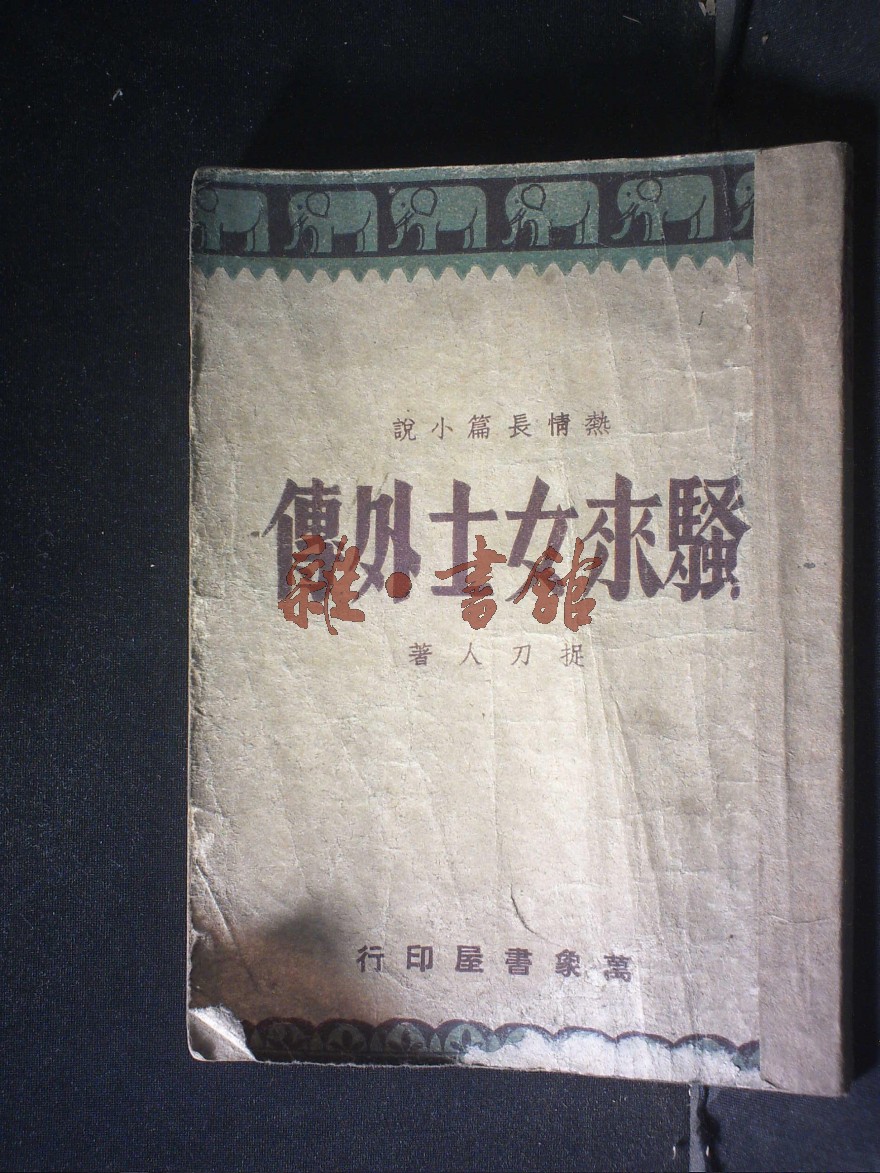 熱情長篇小說
騷來女士外傳
雜·書館
捉刀人著
萬象書屋印行